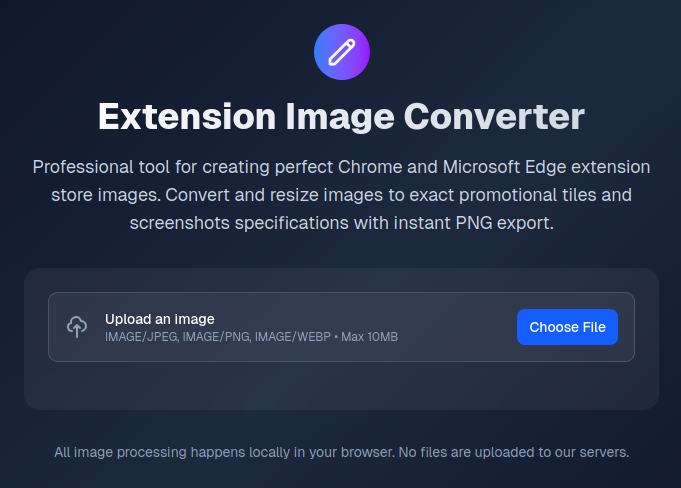 Extension Image Converter
Professional tool for creating perfect Chrome and Microsoft Edge extension
store images. Convert and resize images to exact promotional tiles and
screenshots specifications with instant PNG export.
Upload an image
IMAGE/JPEG, IMAGE/PNG, IMAGE/WEBP • Max 10MB
Choose File
All image processing happens locally in your browser. No files are uploaded to our servers.